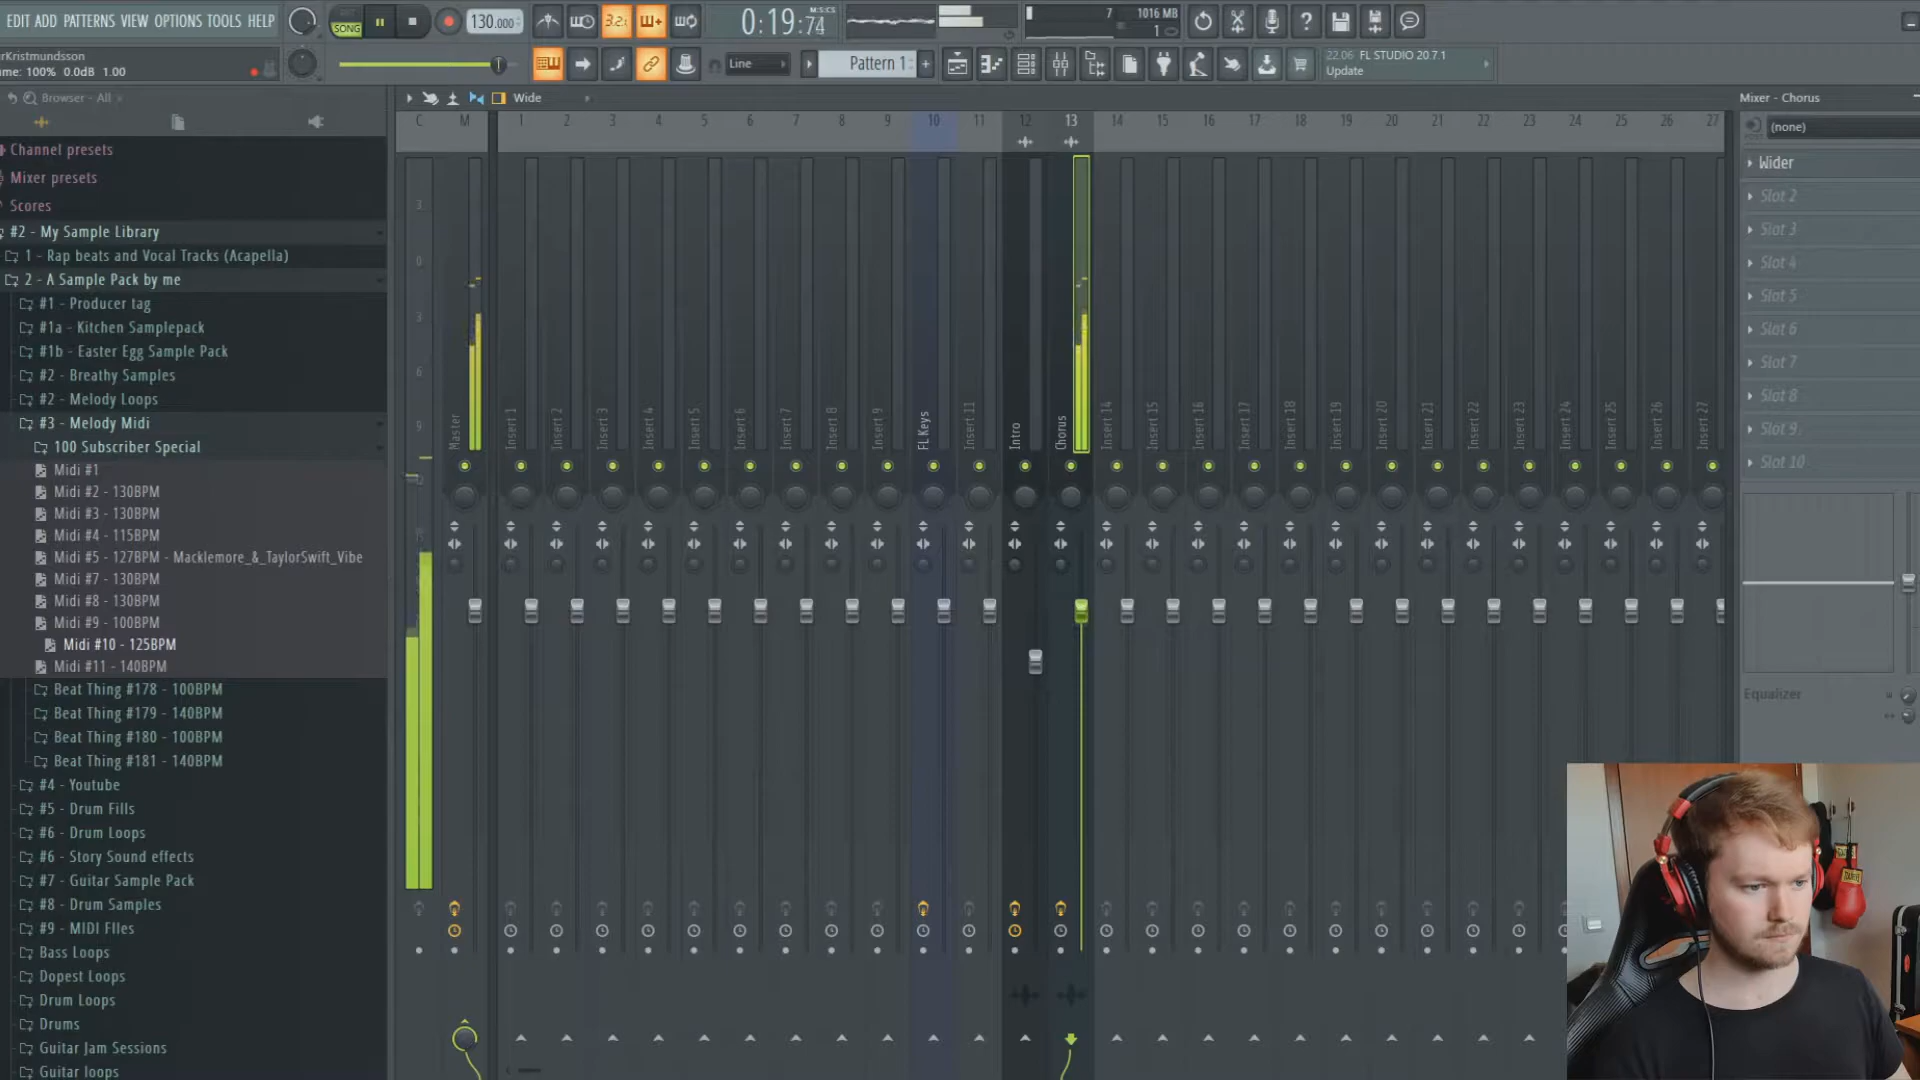 EDIT ADD PATTERNS VIEW OPTIONS TOOLS HELP
SONG
130.000
3.2.
0:19:74
M:S:CS
7
1016 MB
1
rKristmundsson
me: 100% 0.0dB 1.00
Line
Pattern 1
22.06 FL STUDIO 20.7.1
Update
Browser - All
Wide
Mixer - Chorus
C M 1 2 3 4 5 6 7 8 9 10 11 12 13 14 15 16 17 18 19 20 21 22 23 24 25 26 27
(none)
Wider
Slot 2
Slot 3
Slot 4
Slot 5
Slot 6
Slot 7
Slot 8
Slot 9
Slot 10
Equalizer
Channel presets
Mixer presets
Scores
#2 - My Sample Library
1 - Rap beats and Vocal Tracks (Acapella)
2 - A Sample Pack by me
#1 - Producer tag
#1a - Kitchen Samplepack
#1b - Easter Egg Sample Pack
#2 - Breathy Samples
#2 - Melody Loops
#3 - Melody Midi
100 Subscriber Special
Midi #1
Midi #2 - 130BPM
Midi #3 - 130BPM
Midi #4 - 115BPM
Midi #5 - 127BPM - Macklemore_&_TaylorSwift_Vibe
Midi #7 - 130BPM
Midi #8 - 130BPM
Midi #9 - 100BPM
Midi #10 - 125BPM
Midi #11 - 140BPM
Beat Thing #178 - 100BPM
Beat Thing #179 - 140BPM
Beat Thing #180 - 100BPM
Beat Thing #181 - 140BPM
#4 - Youtube
#5 - Drum Fills
#6 - Drum Loops
#6 - Story Sound effects
#7 - Guitar Sample Pack
#8 - Drum Samples
#9 - MIDI FIles
Bass Loops
Dopest Loops
Drum Loops
Drums
Guitar Jam Sessions
Guitar loops
3
0
3
6
9
Master
Insert 1
Insert 2
Insert 3
Insert 4
Insert 5
Insert 6
Insert 7
Insert 8
Insert 9
FL Keys
Insert 11
Intro
Chorus
Insert 14
Insert 15
Insert 16
Insert 17
Insert 18
Insert 19
Insert 20
Insert 21
Insert 22
Insert 23
Insert 24
Insert 25
Insert 26
Insert 27